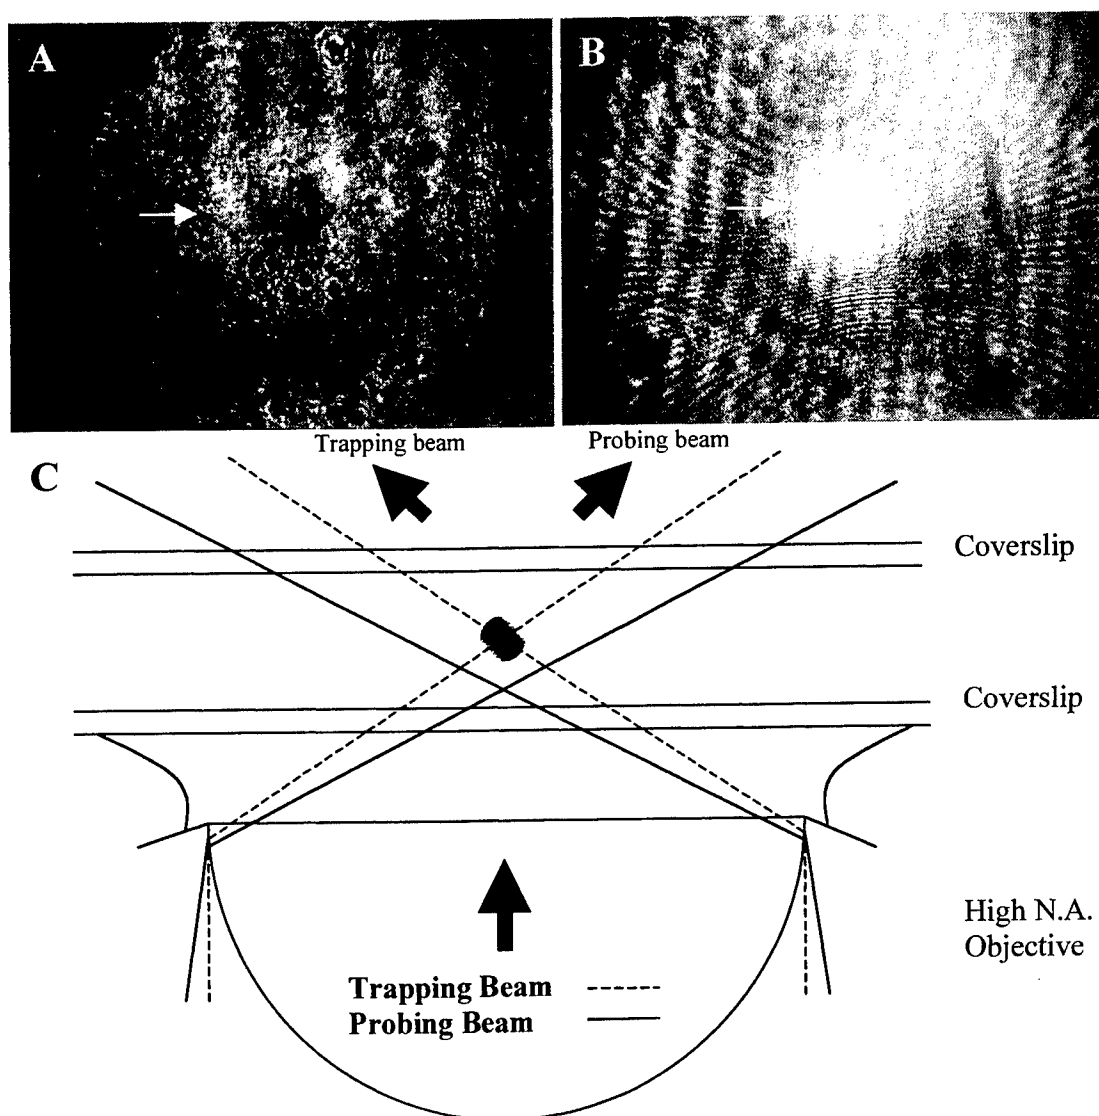 A
B
Trapping beam
Probing beam
C
Coverslip
Coverslip
High N.A.
Objective
Trapping Beam
Probing Beam